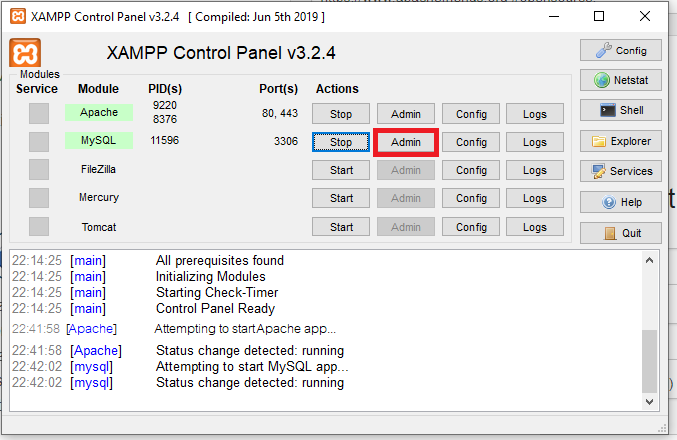 XAMPP Control Panel v3.2.4 [ Compiled: Jun 5th 2019 ]
XAMPP Control Panel v3.2.4
Config
Modules
Service Module PID(s) Port(s) Actions
Netstat
Apache 9220 8376 80, 443 Stop Admin Config Logs
Shell
MySQL 11596 3306 Stop Admin Config Logs
Explorer
FileZilla Start Admin Config Logs
Services
Mercury Start Admin Config Logs
Help
Tomcat Start Admin Config Logs
Quit
22:14:25 [main] All prerequisites found
22:14:25 [main] Initializing Modules
22:14:25 [main] Starting Check-Timer
22:14:25 [main] Control Panel Ready
22:41:58 [Apache] Attempting to start Apache app...
22:41:58 [Apache] Status change detected: running
22:42:02 [mysql] Attempting to start MySQL app...
22:42:02 [mysql] Status change detected: running